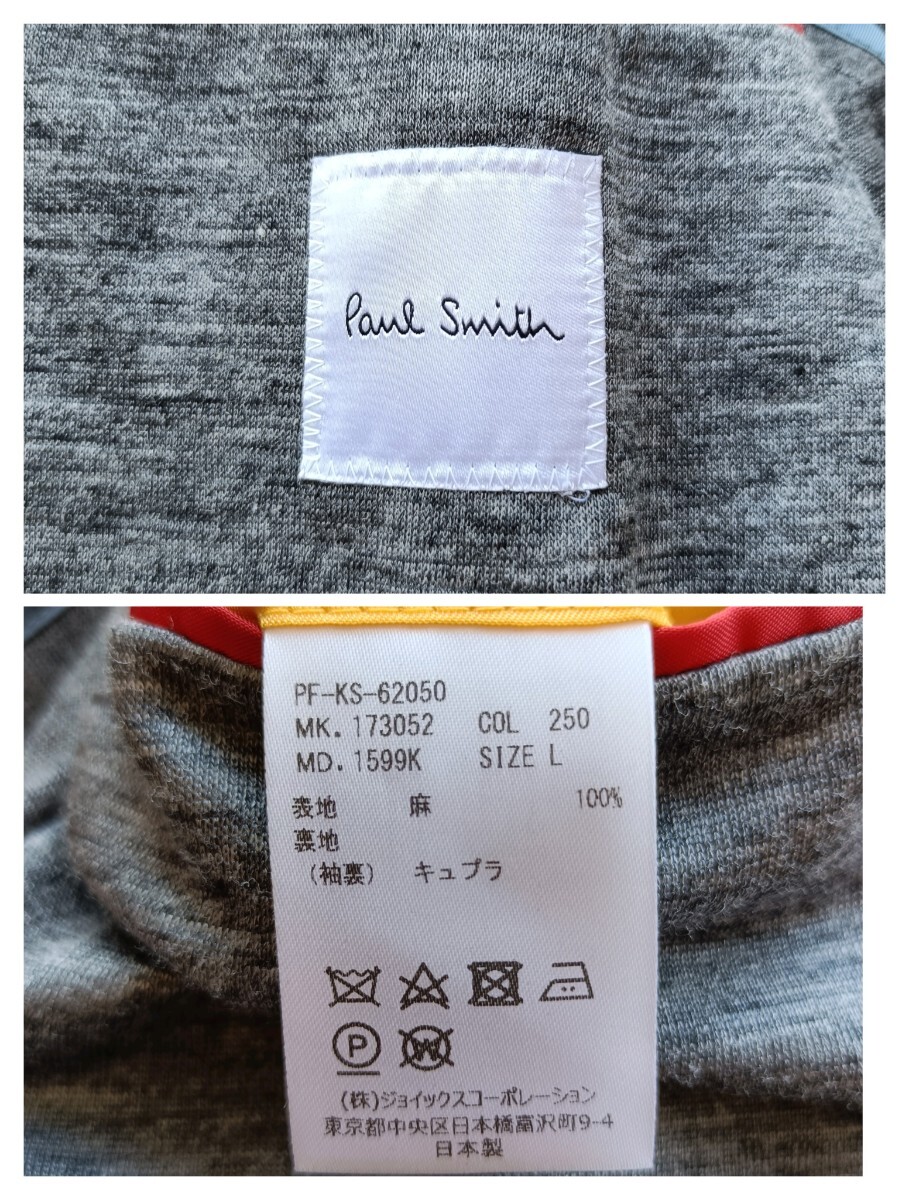 Paul Smith
PF-KS-62050
MK. 173052 COL 250
MD. 1599K SIZE L
表地 麻 100%
裏地
(袖裏) キュプラ
P W
(株)ジョイックスコーポレーション
東京都中央区日本橋富沢町9-4
日本製